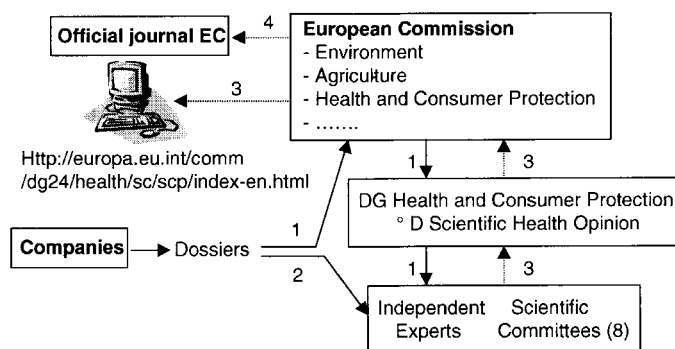 Official journal EC
4
European Commission
- Environment
- Agriculture
- Health and Consumer Protection
- .......
3
Http://europa.eu.int/comm
/dg24/health/sc/scp/index-en.html
1
3
DG Health and Consumer Protection
° D Scientific Health Opinion
Companies
Dossiers
1
2
1
3
Independent Scientific
Experts Committees (8)